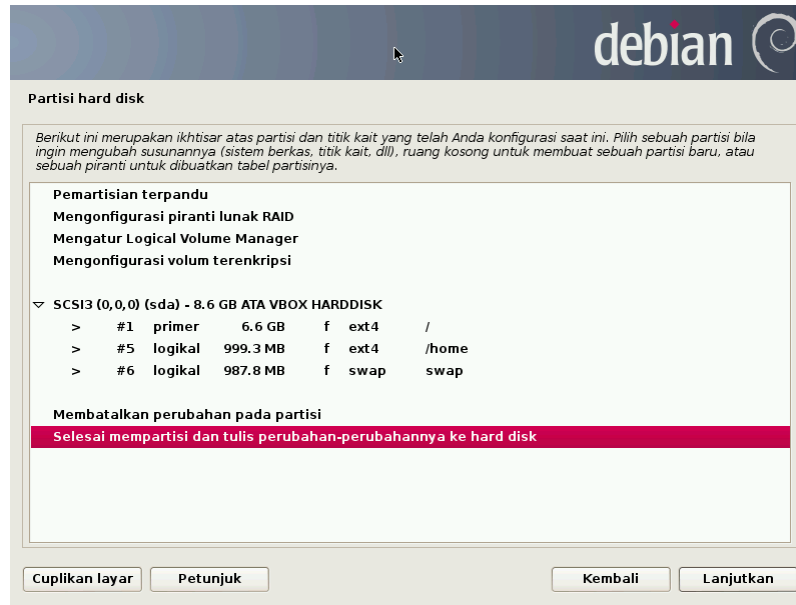 debian
Partisi hard disk
Berikut ini merupakan ikhtisar atas partisi dan titik kait yang telah Anda konfigurasi saat ini. Pilih sebuah partisi bila
ingin mengubah susunannya (sistem berkas, titik kait, dll), ruang kosong untuk membuat sebuah partisi baru, atau
sebuah piranti untuk dibuatkan tabel partisinya.
Pemartisian terpandu
Mengonfigurasi piranti lunak RAID
Mengatur Logical Volume Manager
Mengonfigurasi volum terenkripsi
SCSI3 (0,0,0) (sda) - 8.6 GB ATA VBOX HARDDISK
> #1 primer 6.6 GB f ext4 /
> #5 logikal 999.3 MB f ext4 /home
> #6 logikal 987.8 MB f swap swap
Membatalkan perubahan pada partisi
Selesai mempartisi dan tulis perubahan-perubahannya ke hard disk
Cuplikan layar Petunjuk Kembali Lanjutkan